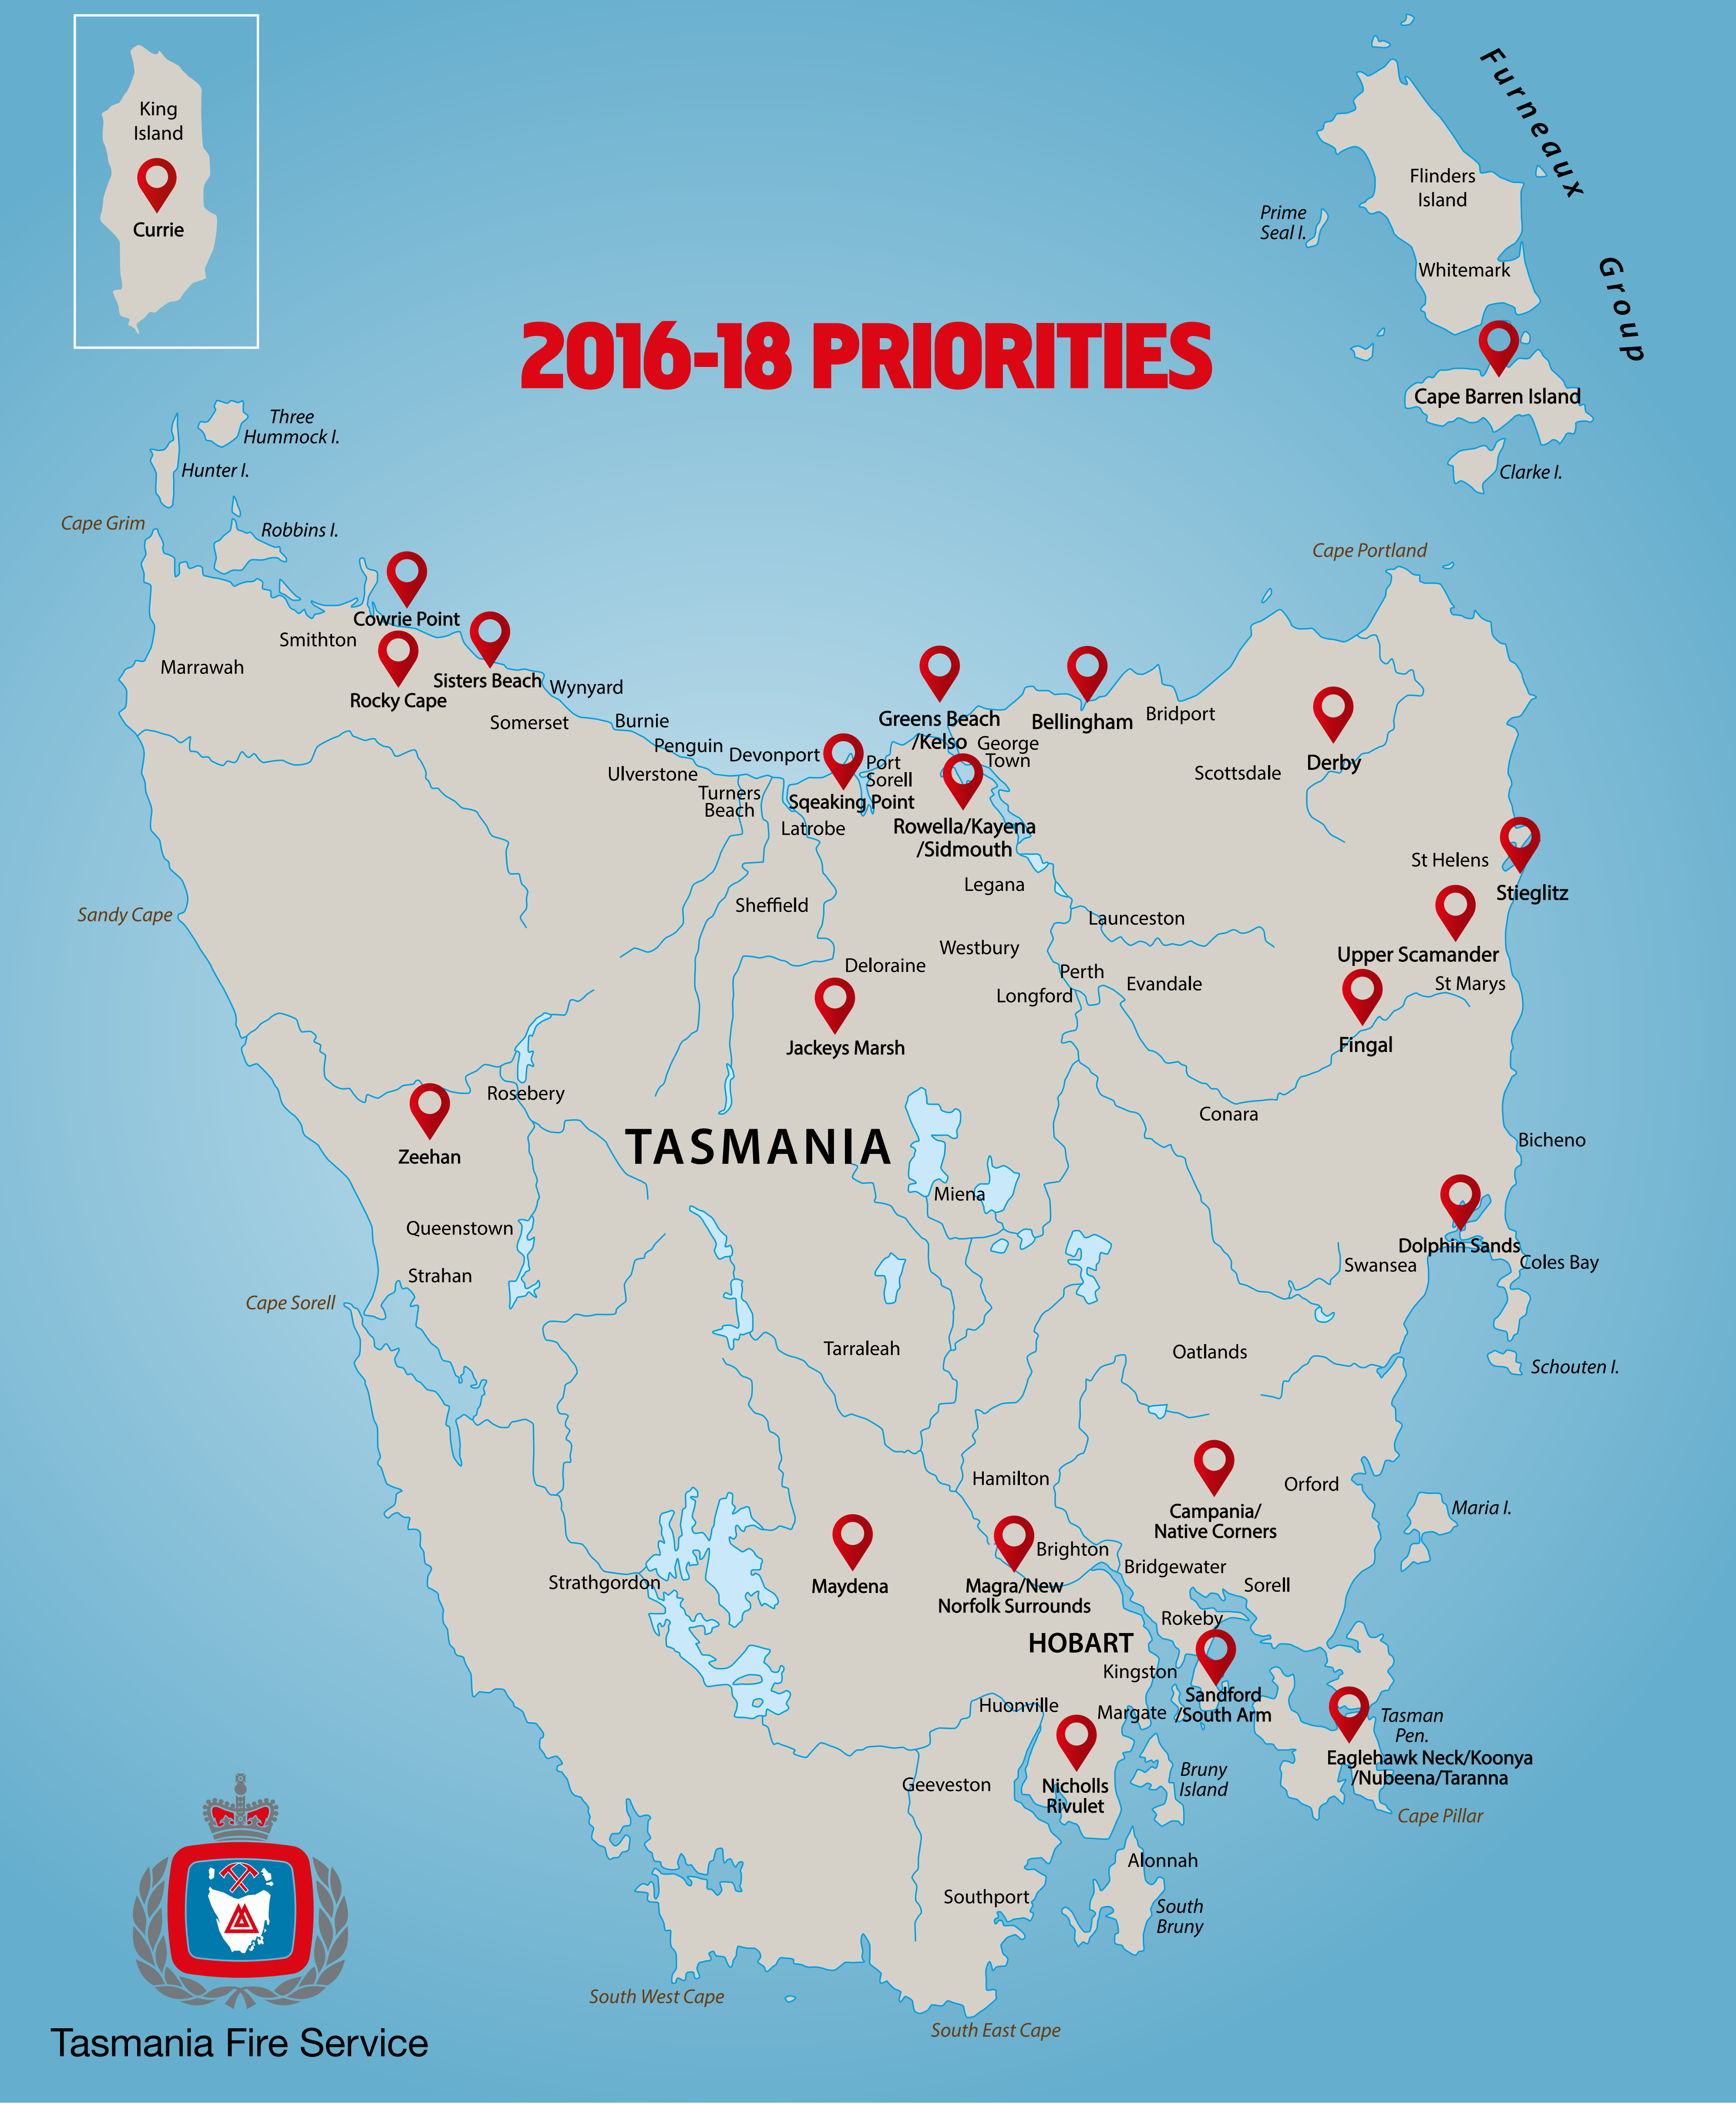 King
Island
Currie
Furneaux
Group
Flinders
Island
Prime
Seal I.
Whitemark
2016-18 PRIORITIES
Cape Barren Island
Clarke I.
Three
Hummock I.
Hunter I.
Cape Grim
Robbins I.
Cape Portland
Cowrie Point
Smithton
Marrawah
Sisters Beach
Rocky Cape
Wynyard
Somerset
Burnie
Penguin
Devonport
Ulverstone
Turners
Beach
Port
Sorell
Sqeaking Point
Latrobe
Greens Beach
/Kelso
George
Town
Bellingham
Bridport
Rowella/Kayena
/Sidmouth
Scottsdale
Derby
Legana
St Helens
Stieglitz
Sheffield
Sandy Cape
Launceston
Westbury
Upper Scamander
Deloraine
Perth
Evandale
Longford
St Marys
Jackeys Marsh
Fingal
Rosebery
Conara
Zeehan
TASMANIA
Bicheno
Miena
Queenstown
Dolphin Sands
Swansea
Coles Bay
Strahan
Cape Sorell
Tarraleah
Oatlands
Schouten I.
Hamilton
Orford
Campania/
Native Corners
Maria I.
Brighton
Bridgewater
Strathgordon
Maydena
Magra/New
Norfolk Surrounds
Sorell
Rokeby
HOBART
Kingston
Sandford
/South Arm
Huonville
Margate
Tasman
Pen.
Eaglehawk Neck/Koonya
/Nubeena/Taranna
Geeveston
Nicholls
Rivulet
Bruny
Island
Cape Pillar
Alonnah
Southport
South
Bruny
South West Cape
South East Cape
Tasmania Fire Service